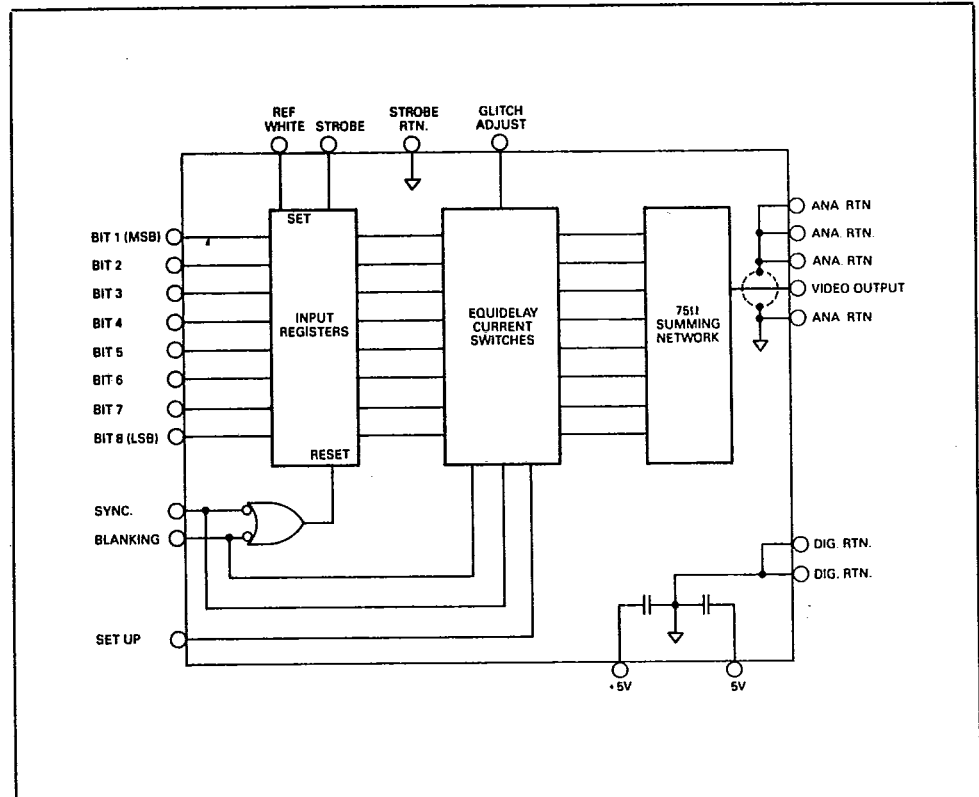 REF
WHITE
STROBE
STROBE
RTN.
GLITCH
ADJUST
SET
BIT 1 (MSB)
BIT 2
BIT 3
BIT 4
BIT 5
BIT 6
BIT 7
BIT 8 (LSB)
INPUT
REGISTERS
RESET
EQUIDELAY
CURRENT
SWITCHES
75Ω
SUMMING
NETWORK
ANA RTN
ANA. RTN.
ANA. RTN
VIDEO OUTPUT
ANA RTN
SYNC.
BLANKING
SET UP
DIG. RTN.
DIG. RTN.
+5V
5V